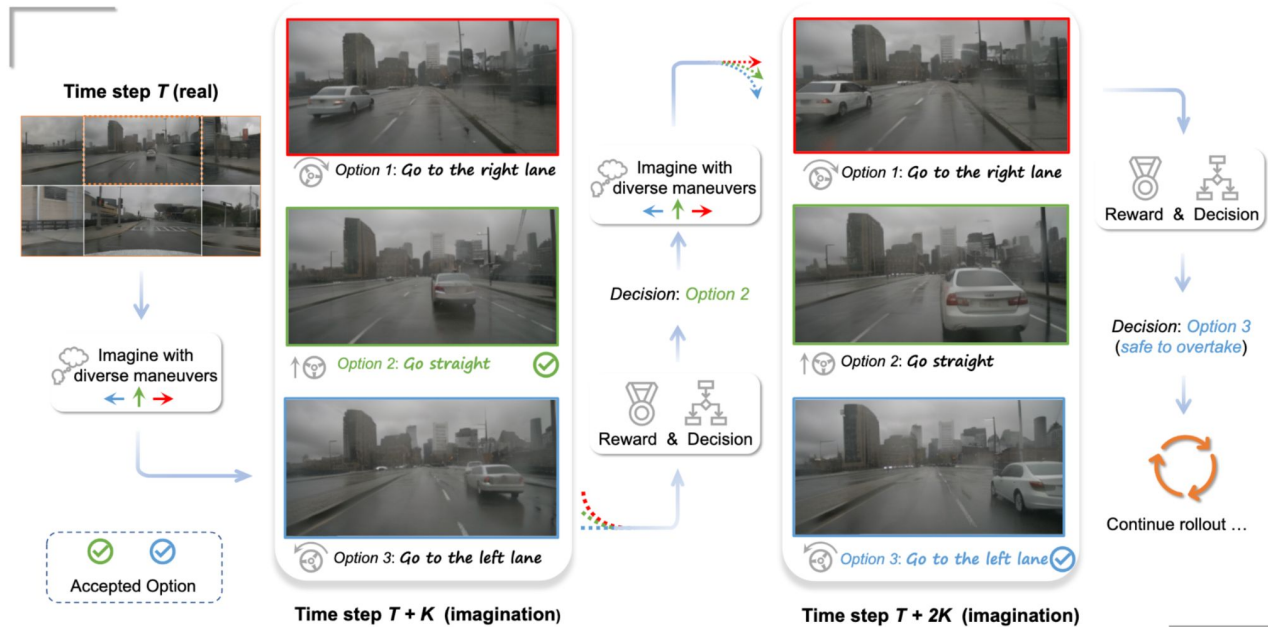 Time step T (real)
Imagine with
diverse maneuvers
Accepted Option
Option 1: Go to the right lane
Option 2: Go straight
Option 3: Go to the left lane
Time step T + K (imagination)
Imagine with
diverse maneuvers
Decision: Option 2
Reward & Decision
Option 1: Go to the right lane
Option 2: Go straight
Option 3: Go to the left lane
Time step T + 2K (imagination)
Reward & Decision
Decision: Option 3
(safe to overtake)
Continue rollout ...